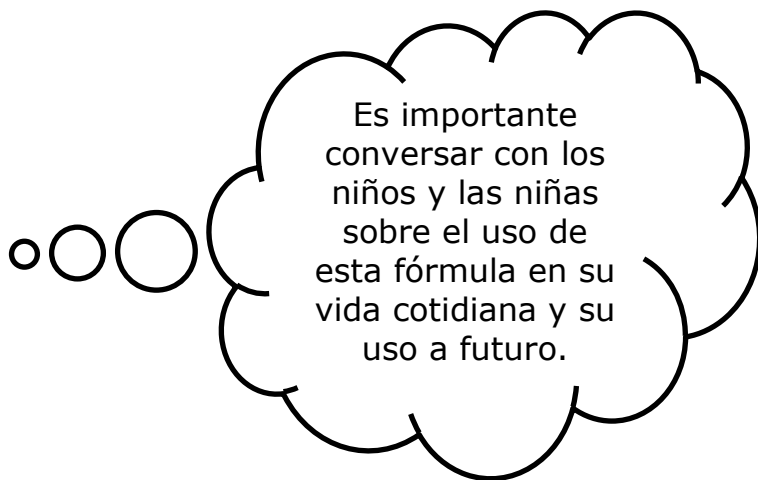 Es importante
conversar con los
niños y las niñas
sobre el uso de
esta fórmula en su
vida cotidiana y su
uso a futuro.